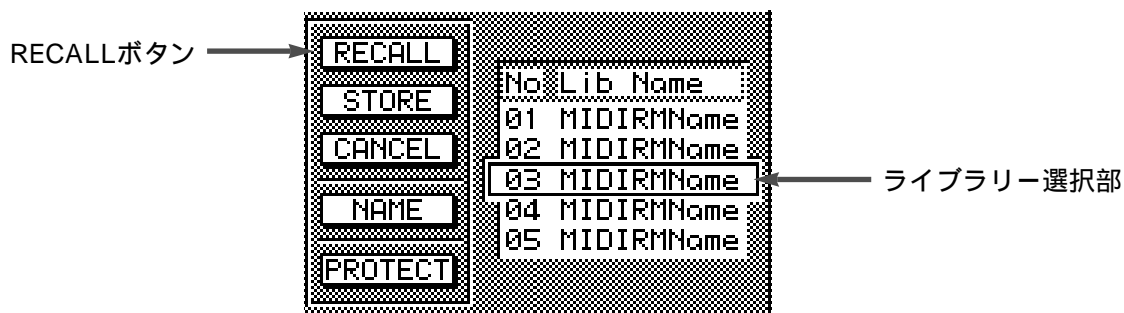 RECALLボタン
RECALL
STORE
CANCEL
NAME
PROTECT
No Lib Name
01 MIDIRMName
02 MIDIRMName
03 MIDIRMName
04 MIDIRMName
05 MIDIRMName
ライブラリー選択部